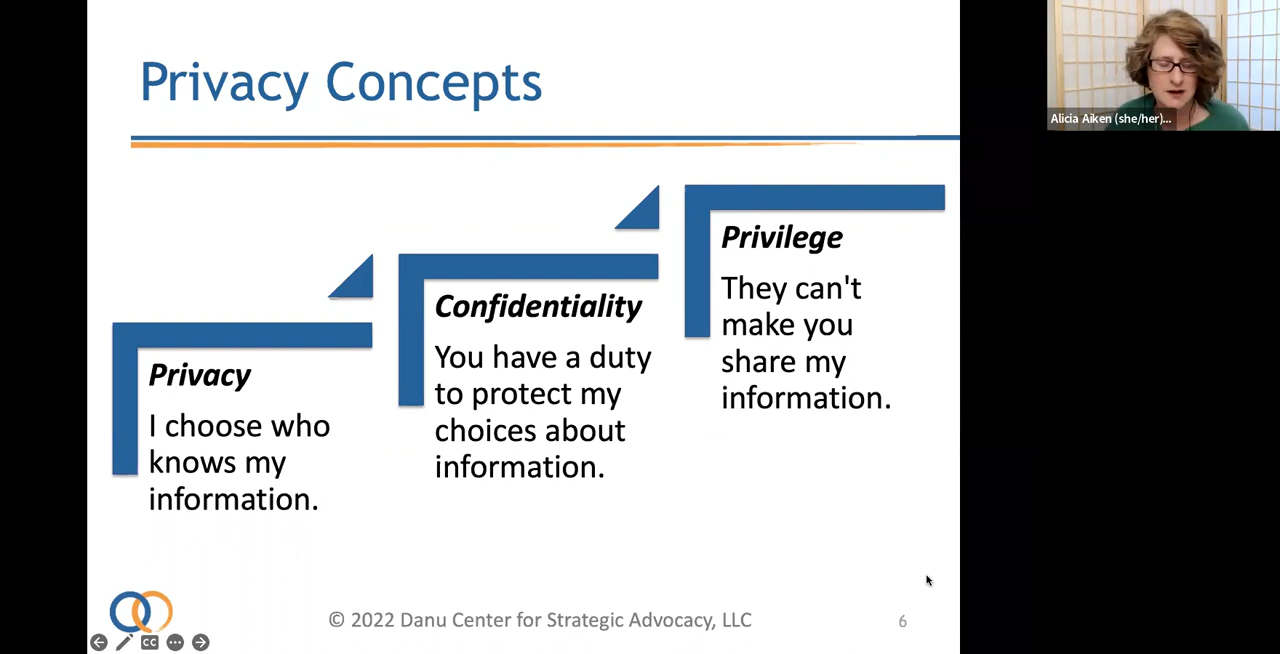 Privacy Concepts
Alicia Aiken (she/her)...
Privilege
They can't
make you
share my
information.
Confidentiality
You have a duty
to protect my
choices about
information.
Privacy
I choose who
knows my
information.
© 2022 Danu Center for Strategic Advocacy, LLC
6
CC